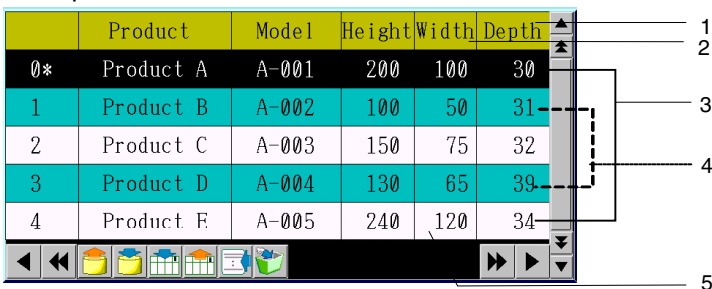 Product Model Height Width Depth
0* Product A A-001 200 100 30
1 Product B A-002 100 50 31
2 Product C A-003 150 75 32
3 Product D A-004 130 65 39
4 Product E A-005 240 120 34
1
2
3
4
5